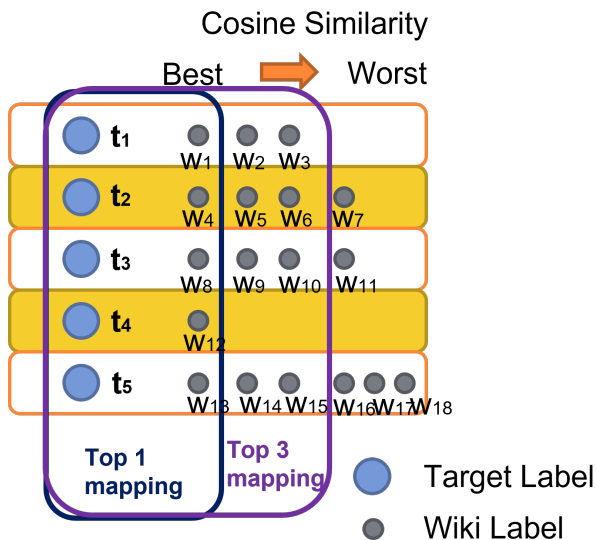 Cosine Similarity
Best Worst
t1
w1 w2 w3
t2
w4 w5 w6 w7
t3
w8 w9 w10 w11
t4
w12
t5
w13 w14 w15 w16 w17 w18
Top 1
mapping
Top 3
mapping
Target Label
Wiki Label